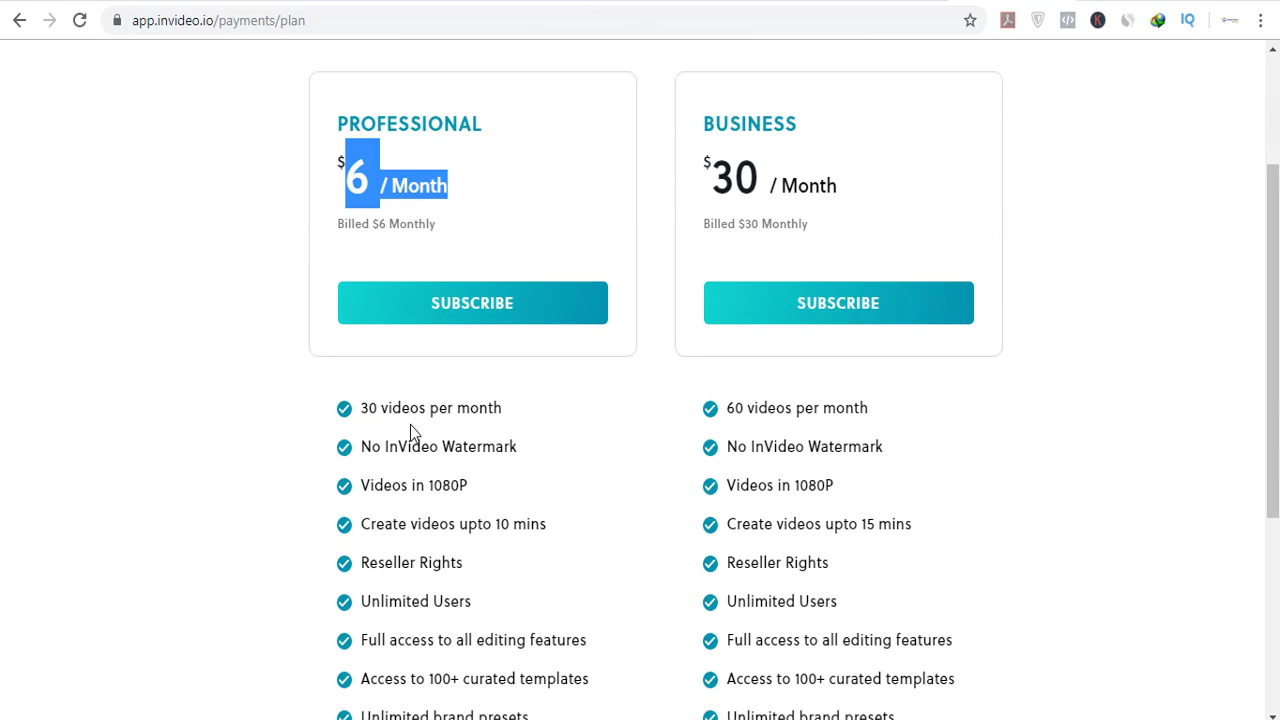 app.invideo.io/payments/plan
PROFESSIONAL
$6 / Month
Billed $6 Monthly
SUBSCRIBE
30 videos per month
No InVideo Watermark
Videos in 1080P
Create videos upto 10 mins
Reseller Rights
Unlimited Users
Full access to all editing features
Access to 100+ curated templates
Unlimited brand presets
BUSINESS
$30 / Month
Billed $30 Monthly
SUBSCRIBE
60 videos per month
No InVideo Watermark
Videos in 1080P
Create videos upto 15 mins
Reseller Rights
Unlimited Users
Full access to all editing features
Access to 100+ curated templates
Unlimited brand presets